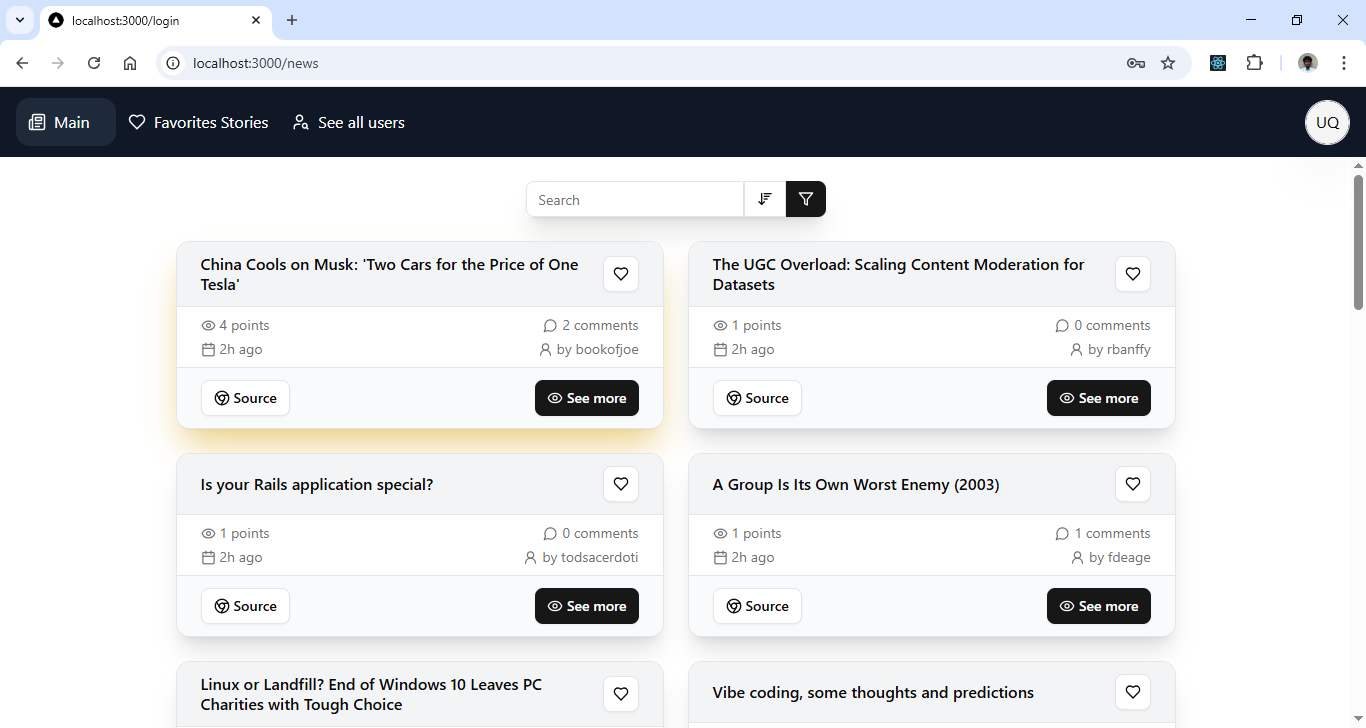 localhost:3000/login
localhost:3000/news
Main
Favorites Stories
See all users
UQ
Search
China Cools on Musk: 'Two Cars for the Price of One
Tesla'
4 points
2 comments
2h ago
by bookofjoe
Source
See more
The UGC Overload: Scaling Content Moderation for
Datasets
1 points
0 comments
2h ago
by rbanffy
Source
See more
Is your Rails application special?
1 points
0 comments
2h ago
by todsacerdoti
Source
See more
A Group Is Its Own Worst Enemy (2003)
1 points
1 comments
2h ago
by fdeage
Source
See more
Linux or Landfill? End of Windows 10 Leaves PC
Charities with Tough Choice
Vibe coding, some thoughts and predictions